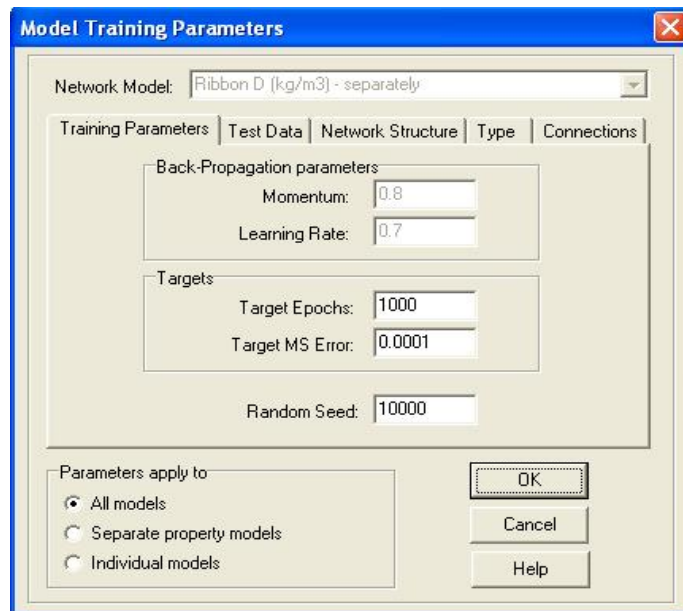 Model Training Parameters
Network Model: Ribbon D (kg/m3) - separately
Training Parameters Test Data Network Structure Type Connections
Back-Propagation parameters
Momentum: 0.8
Learning Rate: 0.7
Targets
Target Epochs: 1000
Target MS Error: 0.0001
Random Seed: 10000
Parameters apply to
All models
Separate property models
Individual models
OK
Cancel
Help